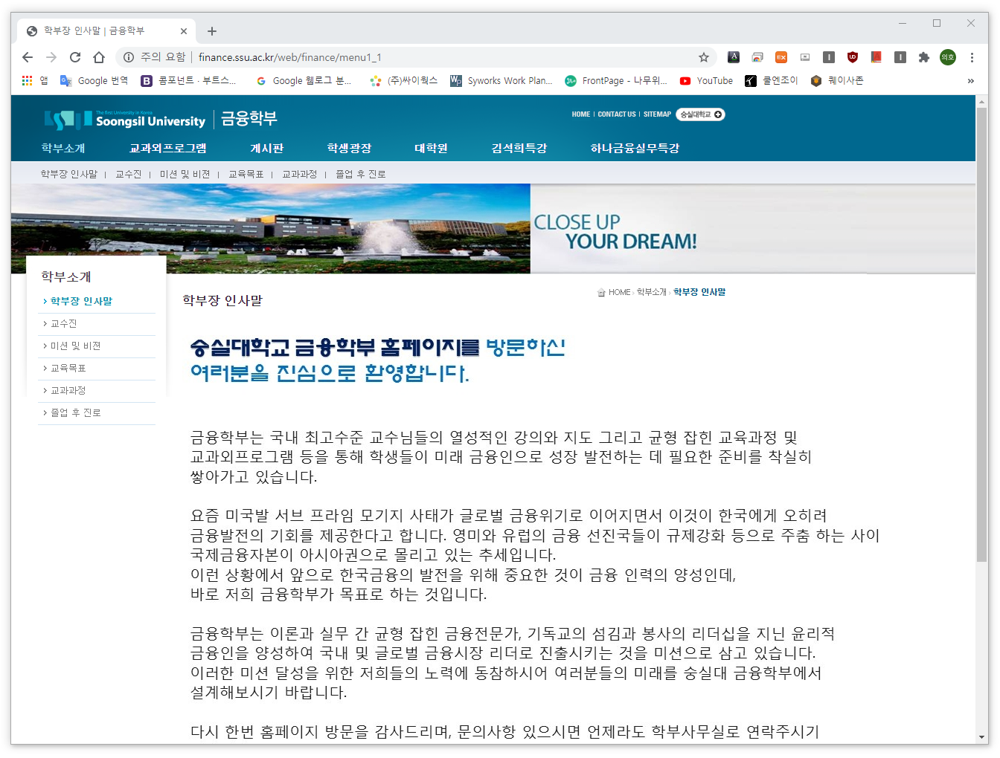 학부장 인사말 | 금융학부
주의 요함 | finance.ssu.ac.kr/web/finance/menu1_1
의호
앱 Google 번역 콤포넌트 · 부트스... Google 웹로그 분... (주)싸이웍스 Syworks Work Plan... FrontPage - 나무위... YouTube 쿨엔조이 퀘이사존 »
The first University in Korea
Soongsil University 금융학부
HOME | CONTACT US | SITEMAP 숭실대학교
학부소개 교과외프로그램 게시판 학생광장 대학원 김석희특강 하나금융실무특강
학부장 인사말 | 교수진 | 미션 및 비젼 | 교육목표 | 교과과정 | 졸업 후 진로
CLOSE UP
YOUR DREAM!
학부소개
학부장 인사말
교수진
미션 및 비젼
교육목표
교과과정
졸업 후 진로
학부장 인사말
HOME › 학부소개 › 학부장 인사말
숭실대학교 금융학부 홈페이지를 방문하신
여러분을 진심으로 환영합니다.
금융학부는 국내 최고수준 교수님들의 열성적인 강의와 지도 그리고 균형 잡힌 교육과정 및
교과외프로그램 등을 통해 학생들이 미래 금융인으로 성장 발전하는 데 필요한 준비를 착실히
쌓아가고 있습니다.
요즘 미국발 서브 프라임 모기지 사태가 글로벌 금융위기로 이어지면서 이것이 한국에게 오히려
금융발전의 기회를 제공한다고 합니다. 영미와 유럽의 금융 선진국들이 규제강화 등으로 주춤 하는 사이
국제금융자본이 아시아권으로 몰리고 있는 추세입니다.
이런 상황에서 앞으로 한국금융의 발전을 위해 중요한 것이 금융 인력의 양성인데,
바로 저희 금융학부가 목표로 하는 것입니다.
금융학부는 이론과 실무 간 균형 잡힌 금융전문가, 기독교의 섬김과 봉사의 리더십을 지닌 윤리적
금융인을 양성하여 국내 및 글로벌 금융시장 리더로 진출시키는 것을 미션으로 삼고 있습니다.
이러한 미션 달성을 위한 저희들의 노력에 동참하시어 여러분들의 미래를 숭실대 금융학부에서
설계해보시기 바랍니다.
다시 한번 홈페이지 방문을 감사드리며, 문의사항 있으시면 언제라도 학부사무실로 연락주시기